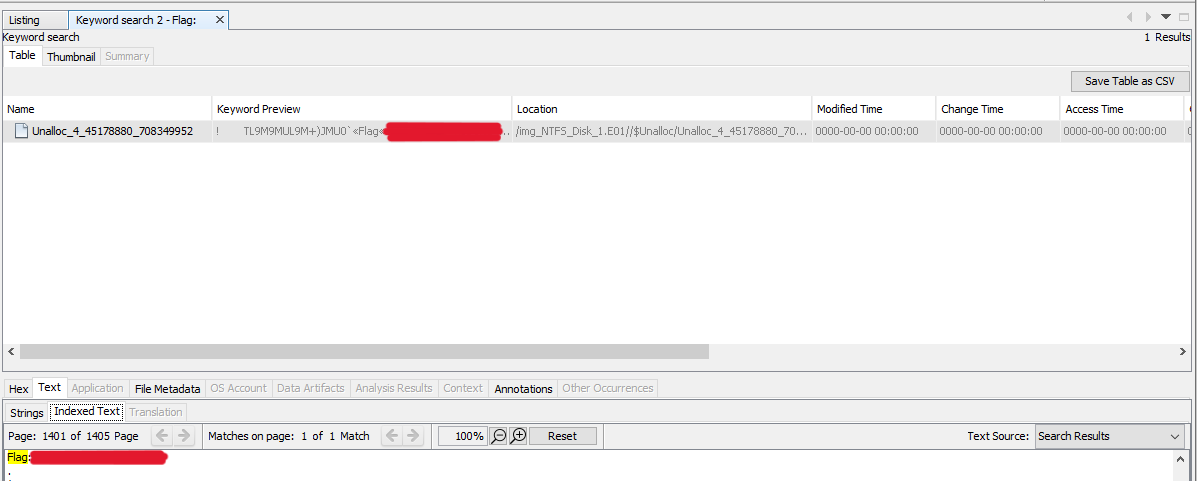 Listing Keyword search 2 - Flag:
Keyword search 1 Results
Table Thumbnail Summary
Save Table as CSV
Name Keyword Preview Location Modified Time Change Time Access Time
Unalloc_4_45178880_708349952 ! TL9M9MUL9M+)JMU0`«Flag« .. /img_NTFS_Disk_1.E01//$Unalloc/Unalloc_4_45178880_70... 0000-00-00 00:00:00 0000-00-00 00:00:00 0000-00-00 00:00:00
Hex Text Application File Metadata OS Account Data Artifacts Analysis Results Context Annotations Other Occurrences
Strings Indexed Text Translation
Page: 1401 of 1405 Page Matches on page: 1 of 1 Match 100% Reset Text Source: Search Results
Flag:
: